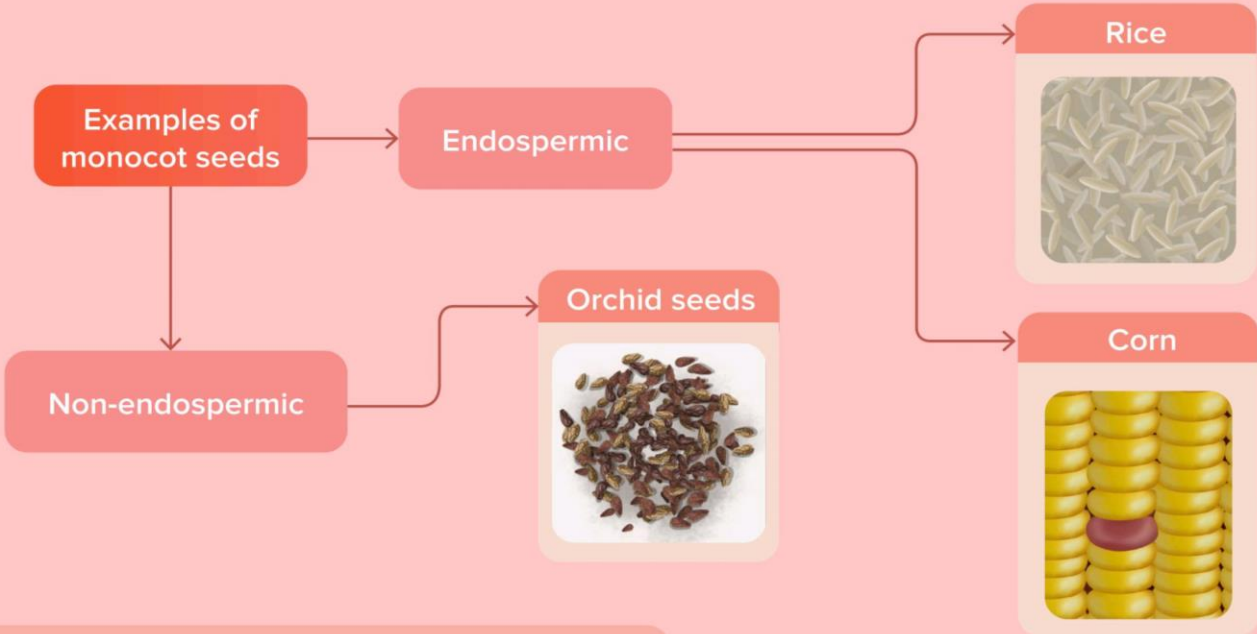 Examples of
monocot seeds
Endospermic
Rice
Orchid seeds
Corn
Non-endospermic